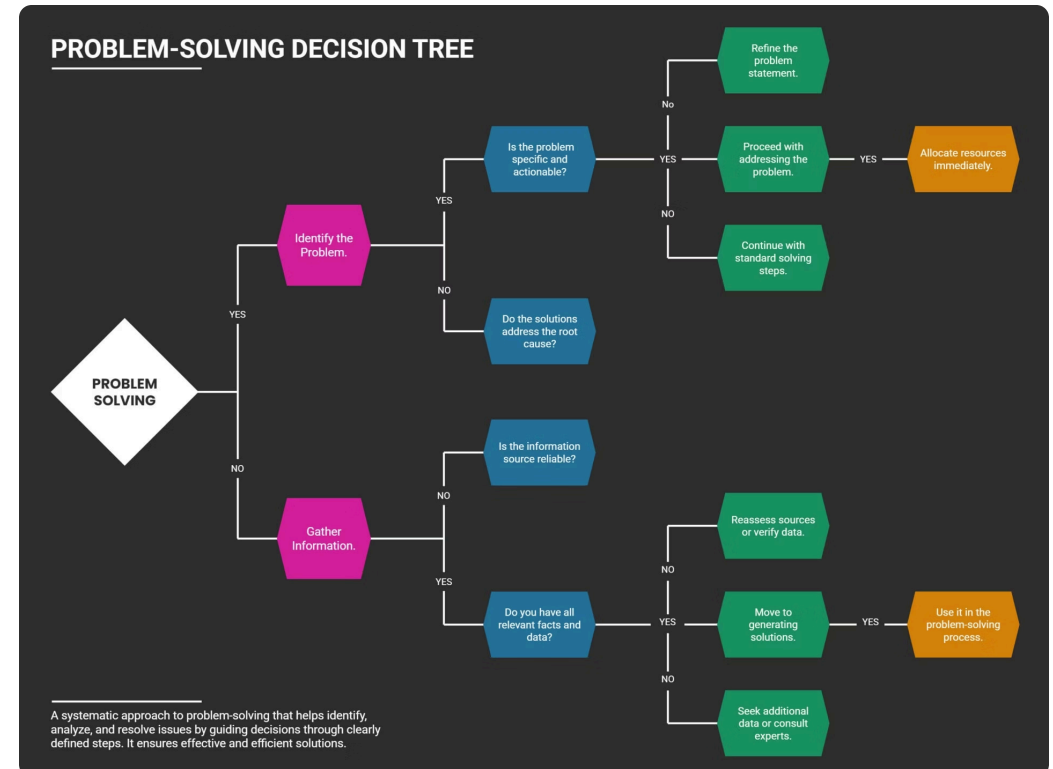 PROBLEM-SOLVING DECISION TREE
Refine the
problem
statement.
No
Is the problem
specific and
actionable?
YES
Proceed with
addressing the
problem.
YES
Allocate resources
immediately.
YES
NO
Identify the
Problem.
Continue with
standard solving
steps.
NO
YES
Do the solutions
address the root
cause?
PROBLEM
SOLVING
Is the information
source reliable?
NO
NO
Gather
Information.
Reassess sources
or verify data.
NO
YES
Do you have all
relevant facts and
data?
YES
Move to
generating
solutions.
YES
Use it in the
problem-solving
process.
NO
Seek additional
data or consult
experts.
A systematic approach to problem-solving that helps identify,
analyze, and resolve issues by guiding decisions through clearly
defined steps. It ensures effective and efficient solutions.